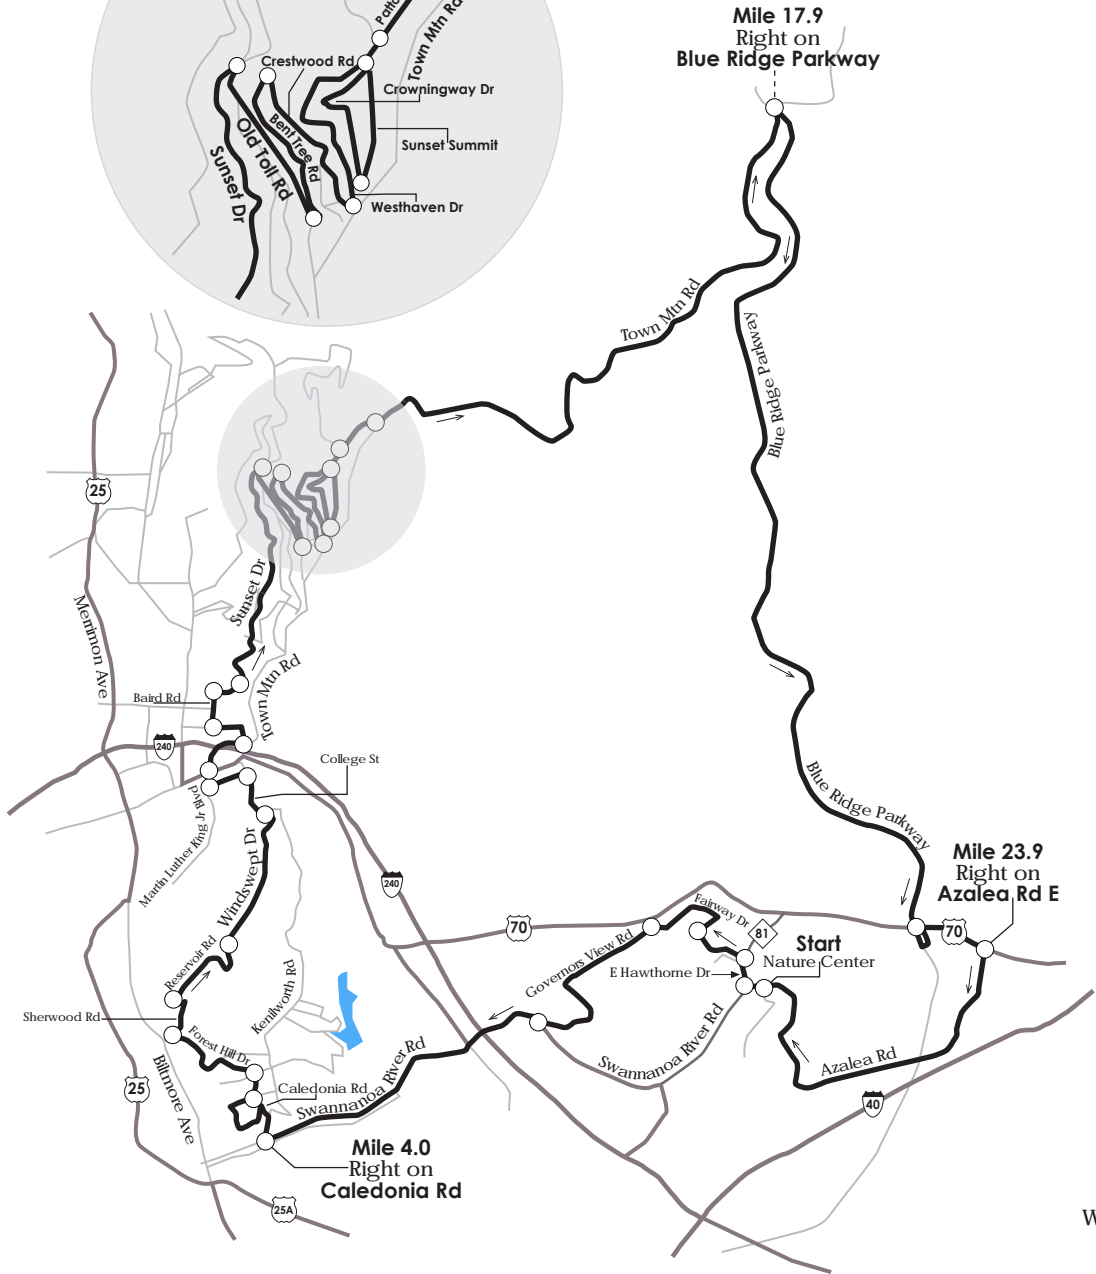 Patto
Town Mtn Rd
Crestwood Rd
Crowningway Dr
Bent Tree Rd
Old Toll Rd
Sunset Dr
Sunset Summit
Westhaven Dr
Mile 17.9
Right on
Blue Ridge Parkway
Town Mtn Rd
Blue Ridge Parkway
25
Merrimon Ave
Sunset Dr
Town Mtn Rd
Baird Rd
240
College St
Martin Luther King Jr Blvd
Windswept Dr
240
Blue Ridge Parkway
Mile 23.9
Right on
Azalea Rd E
70
70
Fairway Dr
81
Start
Nature Center
Governors View Rd
E Hawthorne Dr
Reservoir Rd
Sherwood Rd
Kenilworth Rd
Forest Hill Dr
Swannanoa River Rd
Azalea Rd
25
Biltmore Ave
Caledonia Rd
Swannanoa River Rd
40
Mile 4.0
Right on
Caledonia Rd
25A
W